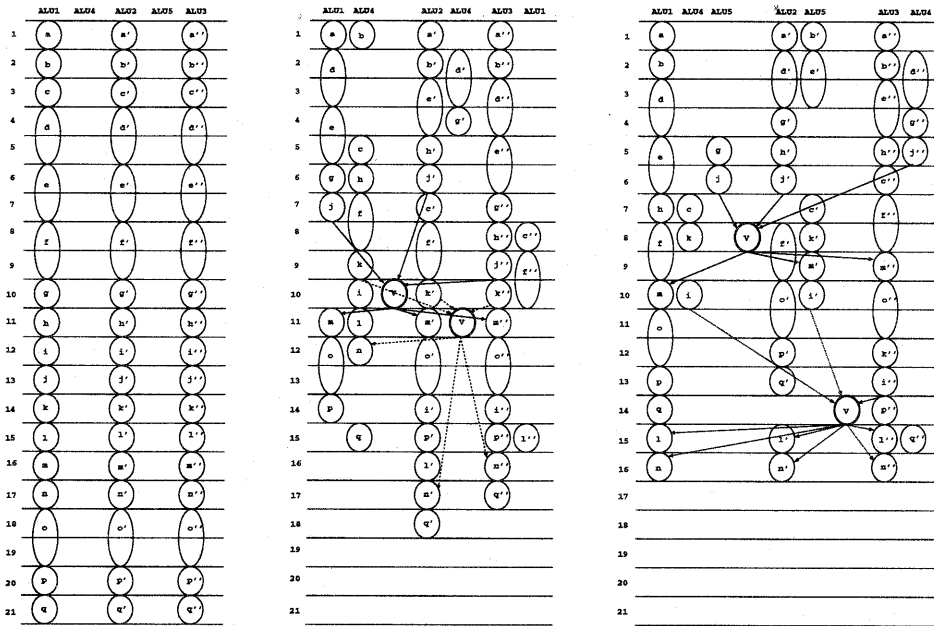 ALU1 ALU4 ALU2 ALU5 ALU3
1 a a' a''
2 b b' b''
3 c c' c''
4 d d' d''
5
6 e e' e''
7
8 f f' f''
9
10 g g' g''
11 h h' h''
12 i i' i''
13 j j' j''
14 k k' k''
15 l l' l''
16 m m' m''
17 n n' n''
18 o o' o''
19
20 p p' p''
21 q q' q''
ALU1 ALU4 ALU2 ALU4 ALU3 ALU1
1 a b a' a''
2 d b' d' b''
3 e' d''
4 e g'
5 c h' e''
6 g h j'
7 j f c' g''
8 f' h'' c''
9 k j'' f''
10 i V k' k''
11 m l m' V m''
12 o n o' o''
13
14 p i' i''
15 q p' p'' l''
16 l' n''
17 n' q''
18 q'
19
20
21
ALU1 ALU4 ALU5 ALU2 ALU5 ALU3 ALU4
1 a a' b' a''
2 b d' e' b'' d''
3 d e''
4 g' g''
5 e g h' h'' j''
6 j j' c''
7 h c c' f''
8 f k V f' k'
9 m' m''
10 m i o' i' o''
11 o
12 p' k''
13 p q' i''
14 q V p''
15 l l' l'' q''
16 n n' n''
17
18
19
20
21